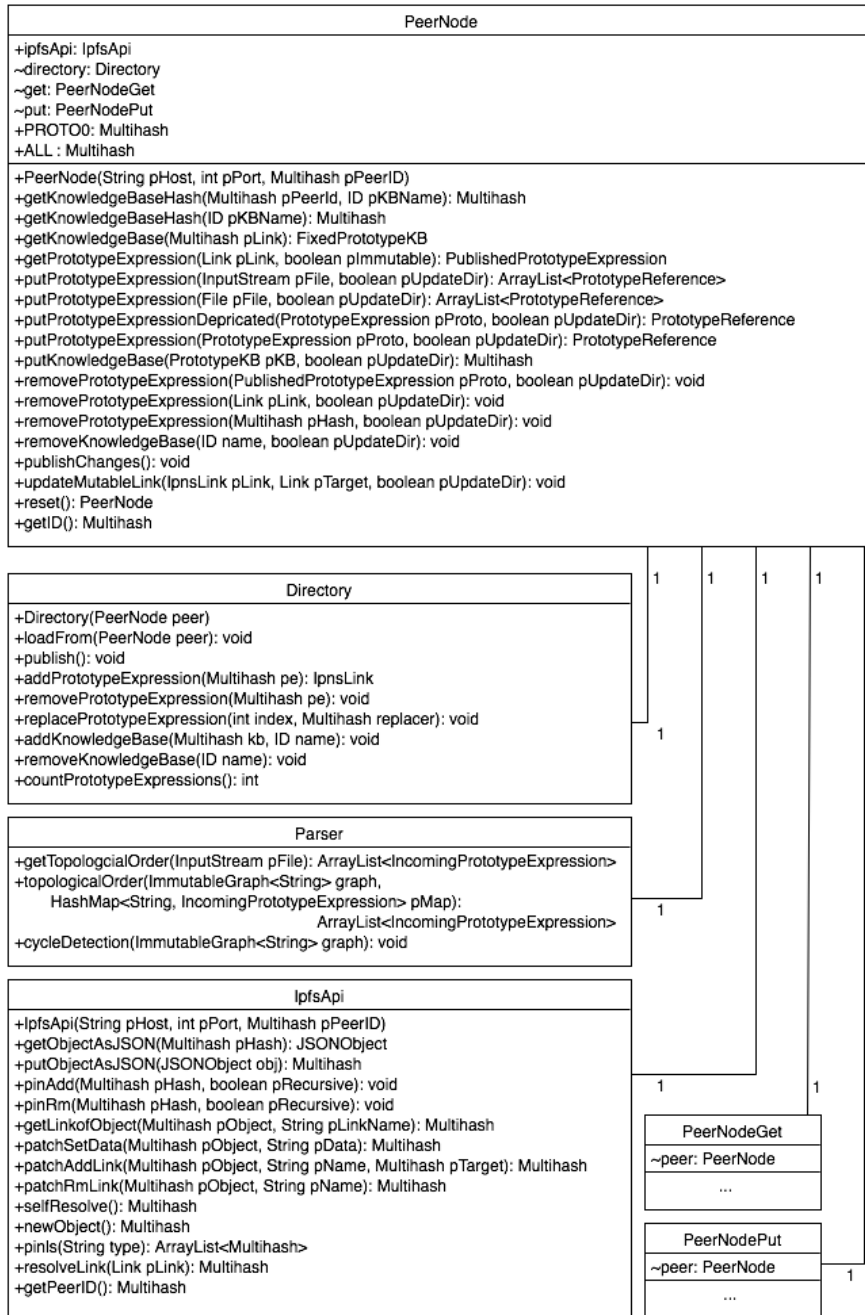 PeerNode
+ipfsApi: IpfsApi
~directory: Directory
~get: PeerNodeGet
~put: PeerNodePut
+PROTO0: Multihash
+ALL : Multihash
+PeerNode(String pHost, int pPort, Multihash pPeerID)
+getKnowledgeBaseHash(Multihash pPeerId, ID pKBName): Multihash
+getKnowledgeBaseHash(ID pKBName): Multihash
+getKnowledgeBase(Multihash pLink): FixedPrototypeKB
+getPrototypeExpression(Link pLink, boolean pImmutable): PublishedPrototypeExpression
+putPrototypeExpression(InputStream pFile, boolean pUpdateDir): ArrayList<PrototypeReference>
+putPrototypeExpression(File pFile, boolean pUpdateDir): ArrayList<PrototypeReference>
+putPrototypeExpressionDepricated(PrototypeExpression pProto, boolean pUpdateDir): PrototypeReference
+putPrototypeExpression(PrototypeExpression pProto, boolean pUpdateDir): PrototypeReference
+putKnowledgeBase(PrototypeKB pKB, boolean pUpdateDir): Multihash
+removePrototypeExpression(PublishedPrototypeExpression pProto, boolean pUpdateDir): void
+removePrototypeExpression(Link pLink, boolean pUpdateDir): void
+removePrototypeExpression(Multihash pHash, boolean pUpdateDir): void
+removeKnowledgeBase(ID name, boolean pUpdateDir): void
+publishChanges(): void
+updateMutableLink(IpnsLink pLink, Link pTarget, boolean pUpdateDir): void
+reset(): PeerNode
+getID(): Multihash
1 1 1 1
Directory
+Directory(PeerNode peer)
+loadFrom(PeerNode peer): void
+publish(): void
+addPrototypeExpression(Multihash pe): IpnsLink
+removePrototypeExpression(Multihash pe): void
+replacePrototypeExpression(int index, Multihash replacer): void
+addKnowledgeBase(Multihash kb, ID name): void
+removeKnowledgeBase(ID name): void
+countPrototypeExpressions(): int
1
Parser
+getTopologcialOrder(InputStream pFile): ArrayList<IncomingPrototypeExpression>
+topologicalOrder(ImmutableGraph<String> graph,
HashMap<String, IncomingPrototypeExpression> pMap):
ArrayList<IncomingPrototypeExpression>
+cycleDetection(ImmutableGraph<String> graph): void
1
IpfsApi
+IpfsApi(String pHost, int pPort, Multihash pPeerID)
+getObjectAsJSON(Multihash pHash): JSONObject
+putObjectAsJSON(JSONObject obj): Multihash
+pinAdd(Multihash pHash, boolean pRecursive): void
+pinRm(Multihash pHash, boolean pRecursive): void
+getLinkofObject(Multihash pObject, String pLinkName): Multihash
+patchSetData(Multihash pObject, String pData): Multihash
+patchAddLink(Multihash pObject, String pName, Multihash pTarget): Multihash
+patchRmLink(Multihash pObject, String pName): Multihash
+selfResolve(): Multihash
+newObject(): Multihash
+pinls(String type): ArrayList<Multihash>
+resolveLink(Link pLink): Multihash
+getPeerID(): Multihash
1
1
PeerNodeGet
~peer: PeerNode
...
PeerNodePut
~peer: PeerNode
...
1